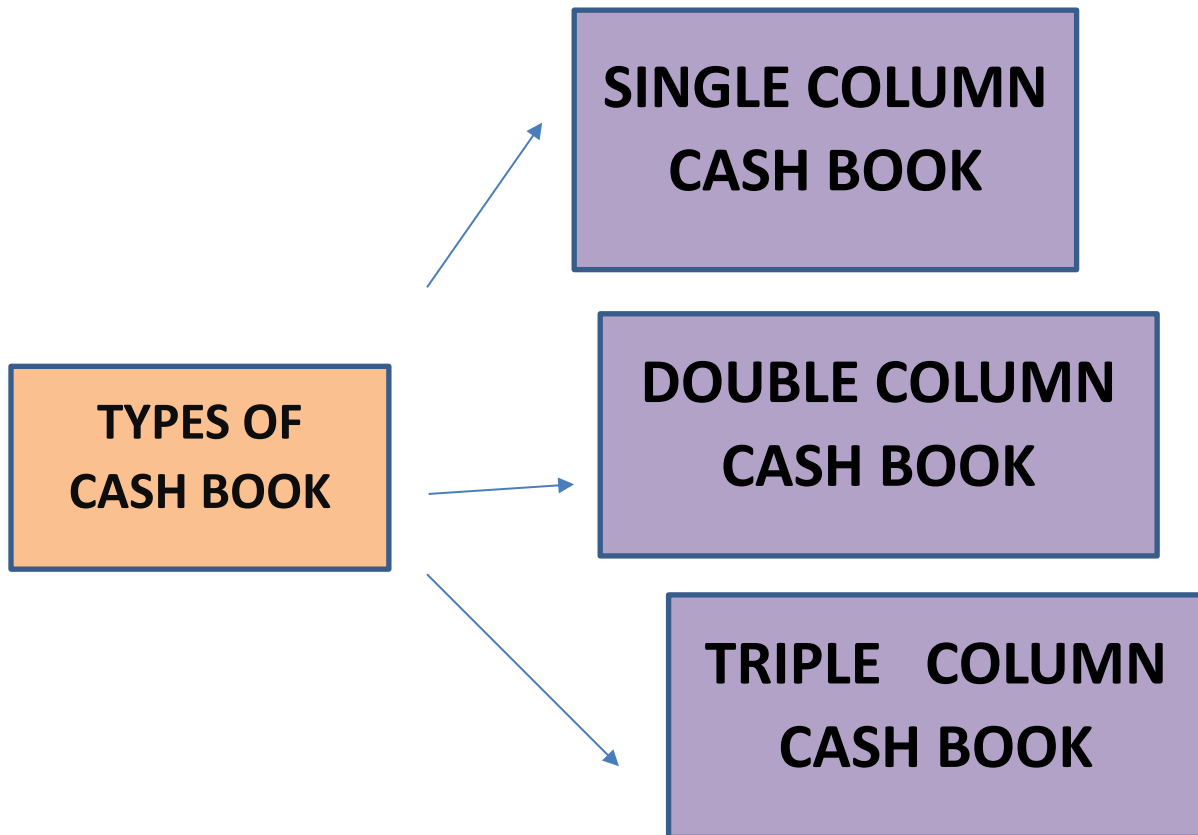 SINGLE COLUMN
CASH BOOK
TYPES OF
CASH BOOK
DOUBLE COLUMN
CASH BOOK
TRIPLE COLUMN
CASH BOOK